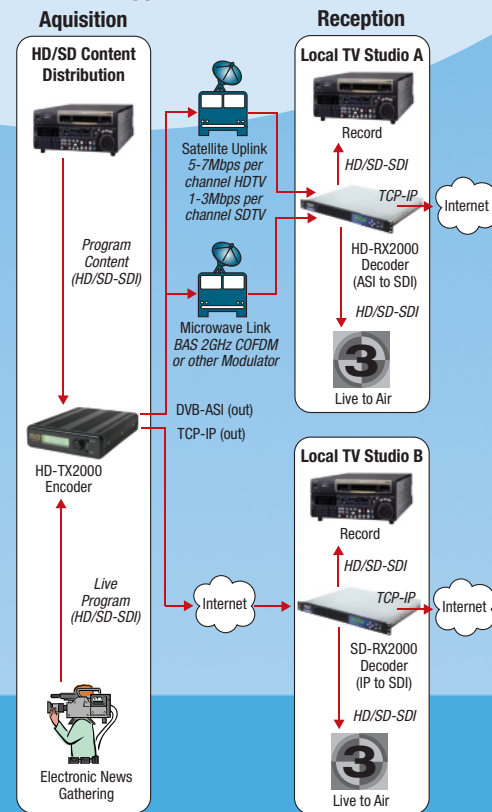 Aquisition
Reception
HD/SD Content
Distribution
Program
Content
(HD/SD-SDI)
HD-TX2000
Encoder
Live
Program
(HD/SD-SDI)
Electronic News
Gathering
Satellite Uplink
5-7Mbps per
channel HDTV
1-3Mbps per
channel SDTV
Microwave Link
BAS 2GHz COFDM
or other Modulator
DVB-ASI (out)
TCP-IP (out)
Internet
Local TV Studio A
Record
HD/SD-SDI
TCP-IP
Internet
HD-RX2000
Decoder
(ASI to SDI)
HD/SD-SDI
3
Live to Air
Local TV Studio B
Record
HD/SD-SDI
TCP-IP
Internet
SD-RX2000
Decoder
(IP to SDI)
HD/SD-SDI
3
Live to Air